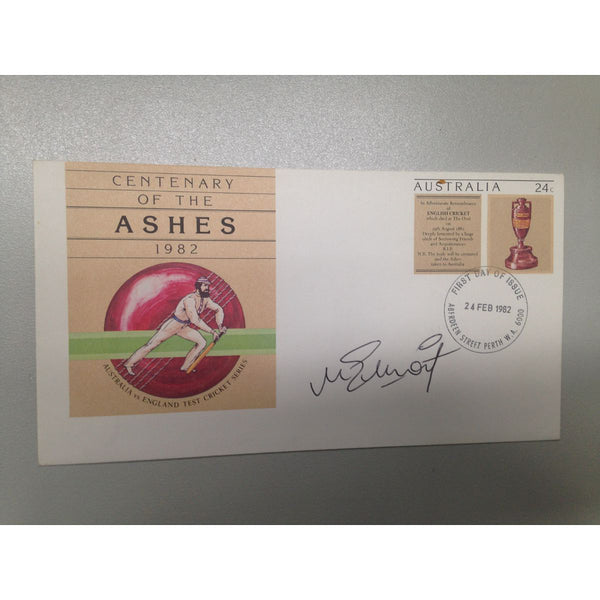 CENTENARY
OF THE
ASHES
1982
AUSTRALIA vs ENGLAND TEST CRICKET SERIES
AUSTRALIA 24c
In Affectionate Remembrance
of
ENGLISH CRICKET
which died at The Oval
on
29th August 1882
Deeply lamented by a large
circle of Sorrowing Friends
and Acquaintances
R.I.P.
N.B. The body will be cremated
and the Ashes
taken to Australia
FIRST DAY OF ISSUE
24 FEB 1982
ABERDEEN STREET PERTH W.A. 6000